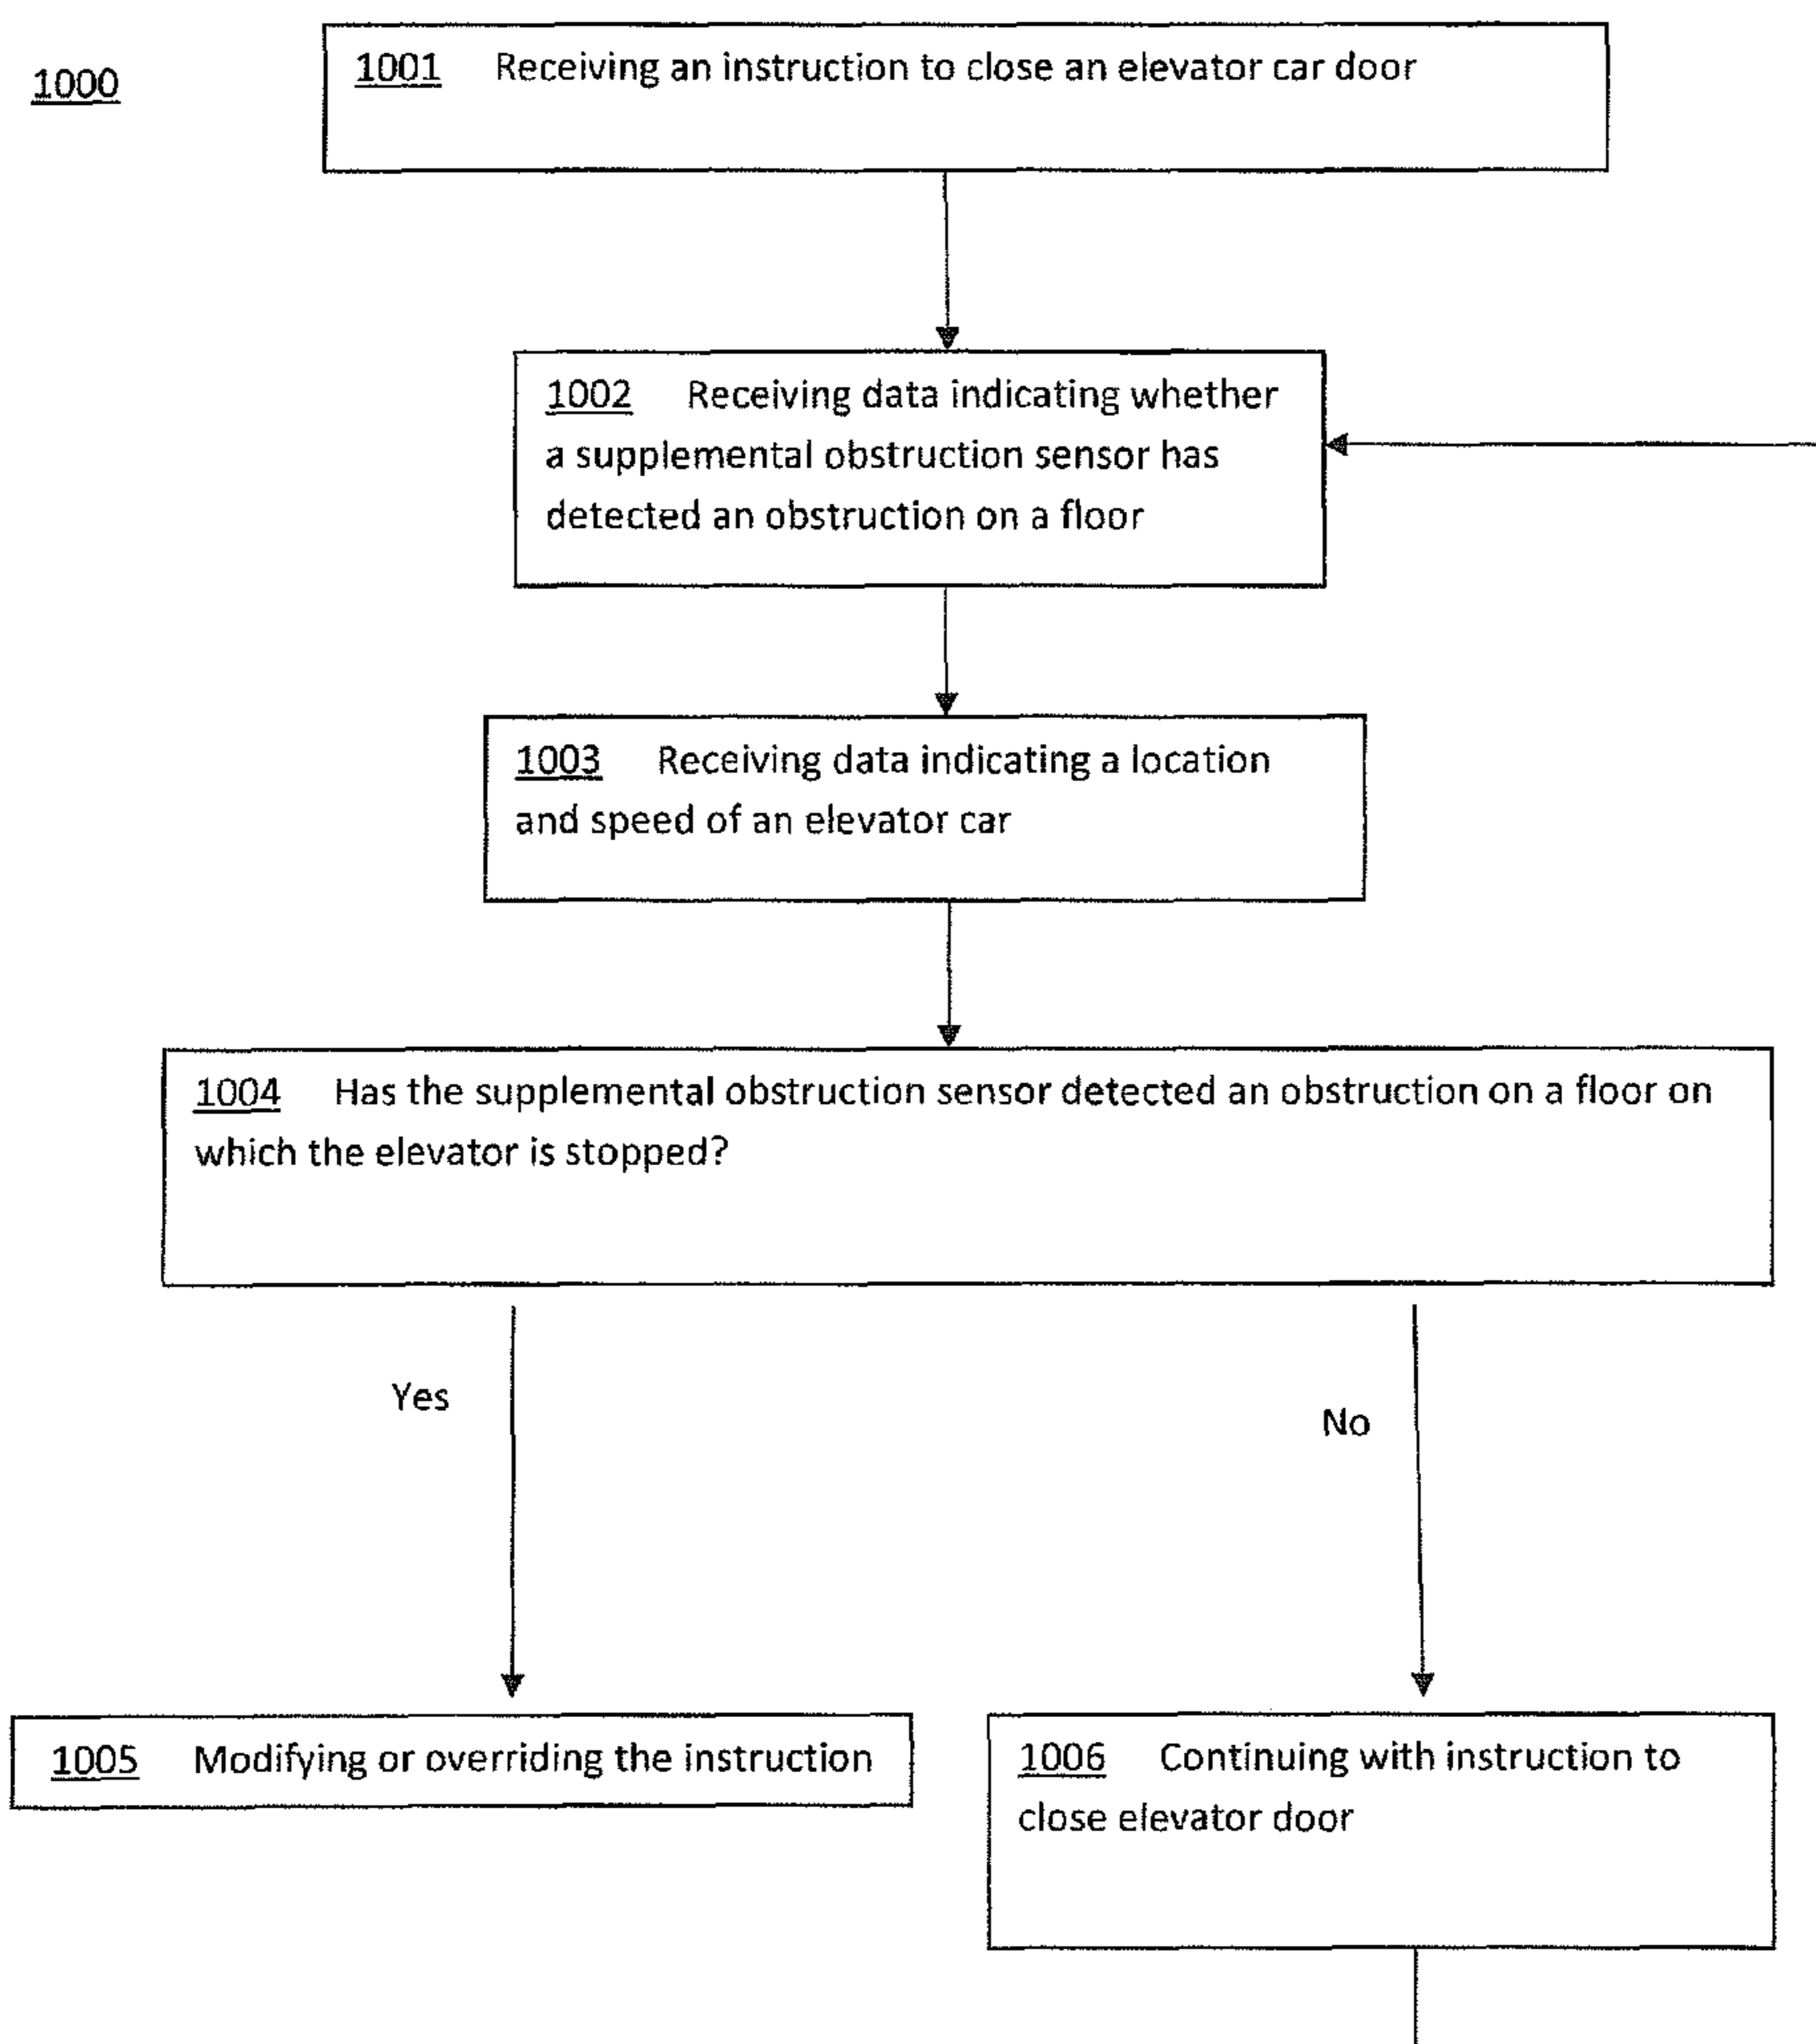 1000
1001 Receiving an instruction to close an elevator car door
1002 Receiving data indicating whether
a supplemental obstruction sensor has
detected an obstruction on a floor
1003 Receiving data indicating a location
and speed of an elevator car
1004 Has the supplemental obstruction sensor detected an obstruction on a floor on
which the elevator is stopped?
Yes
No
1005 Modifying or overriding the instruction
1006 Continuing with instruction to
close elevator door